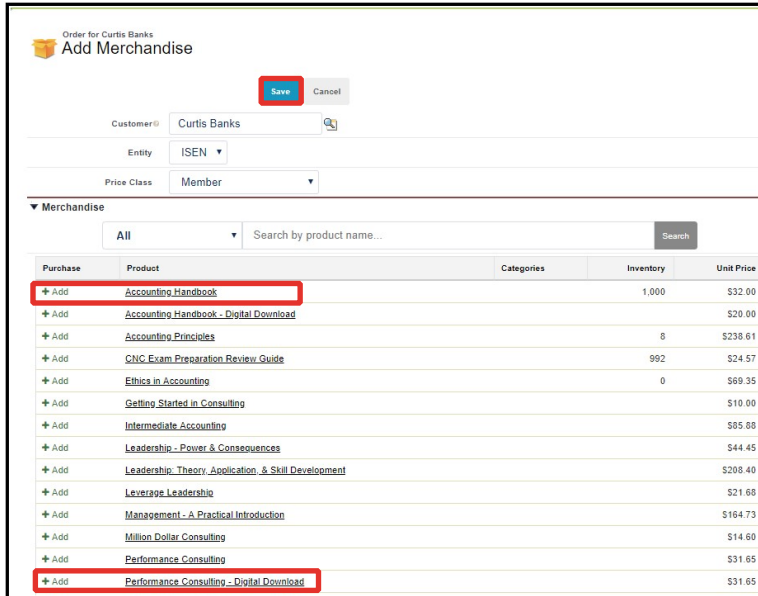 Order for Curtis Banks
Add Merchandise
Save Cancel
Customer Curtis Banks
Entity ISEN
Price Class Member
Merchandise
All Search by product name... Search
Purchase Product Categories Inventory Unit Price
+ Add Accounting Handbook 1,000 $32.00
+ Add Accounting Handbook - Digital Download $20.00
+ Add Accounting Principles 8 $238.61
+ Add CNC Exam Preparation Review Guide 992 $24.57
+ Add Ethics in Accounting 0 $69.35
+ Add Getting Started in Consulting $10.00
+ Add Intermediate Accounting $85.88
+ Add Leadership - Power & Consequences $44.45
+ Add Leadership: Theory, Application, & Skill Development $208.40
+ Add Leverage Leadership $21.68
+ Add Management - A Practical Introduction $164.73
+ Add Million Dollar Consulting $14.60
+ Add Performance Consulting $31.65
+ Add Performance Consulting - Digital Download $31.65